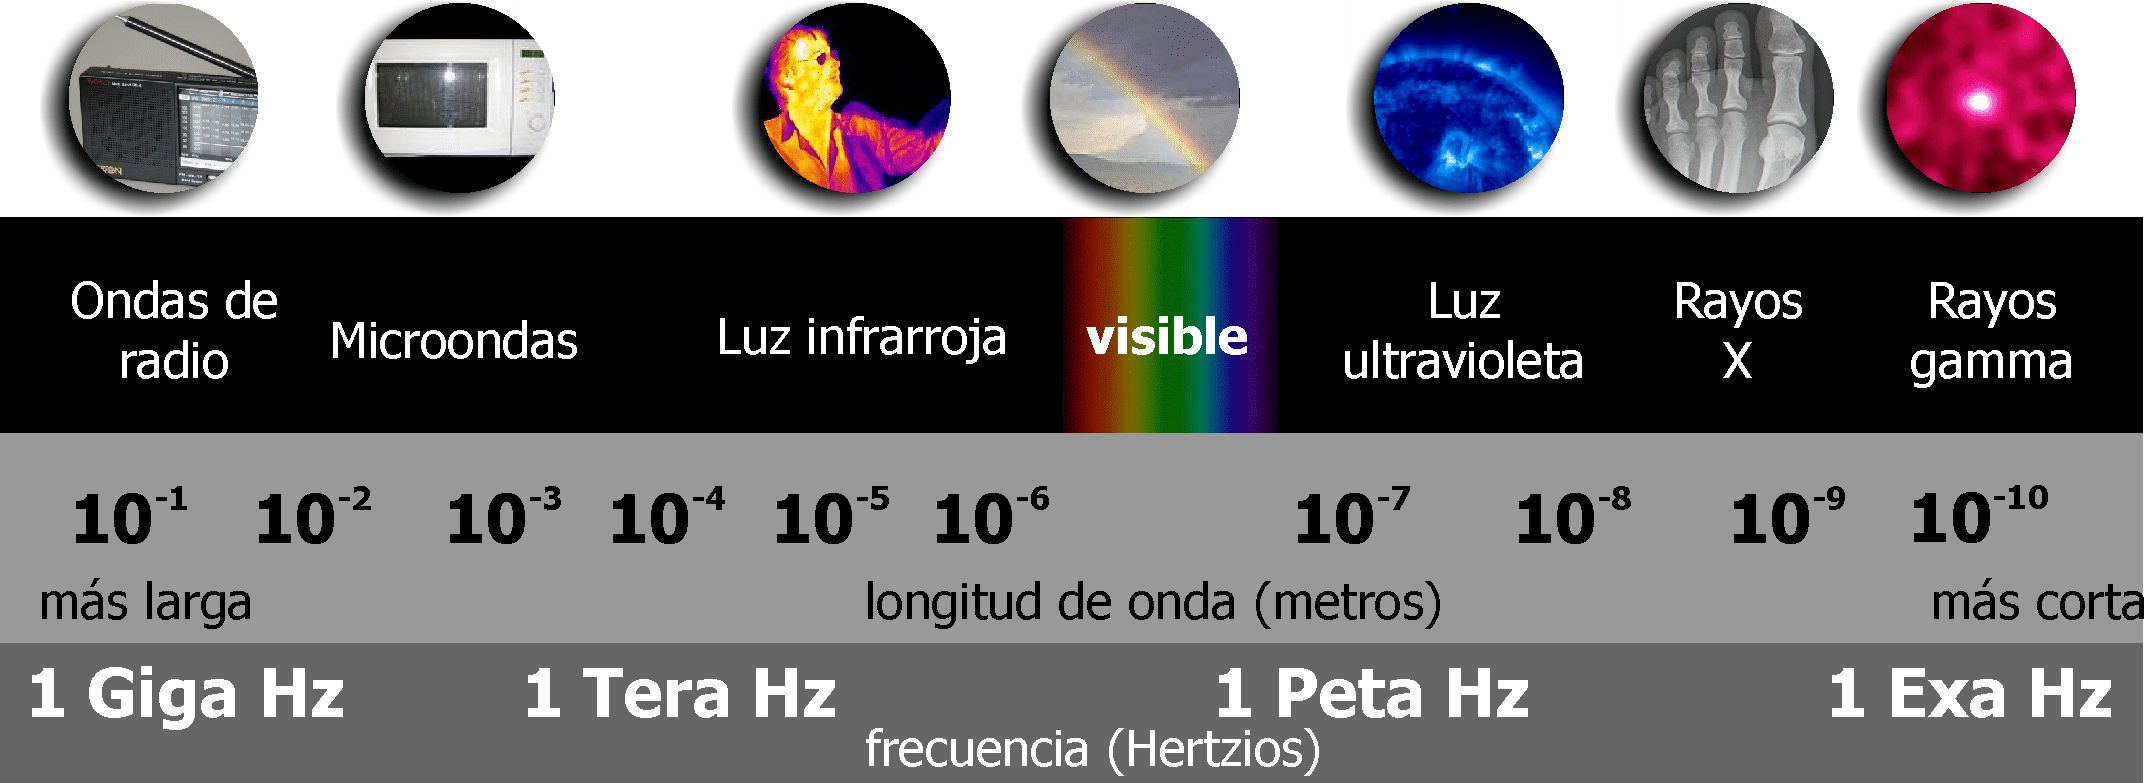 Ondas de
radio
Microondas
Luz infrarroja
visible
Luz
ultravioleta
Rayos
X
Rayos
gamma
10⁻¹ 10⁻² 10⁻³ 10⁻⁴ 10⁻⁵ 10⁻⁶ 10⁻⁷ 10⁻⁸ 10⁻⁹ 10⁻¹⁰
más larga longitud de onda (metros) más corta
1 Giga Hz 1 Tera Hz 1 Peta Hz 1 Exa Hz
frecuencia (Hertzios)